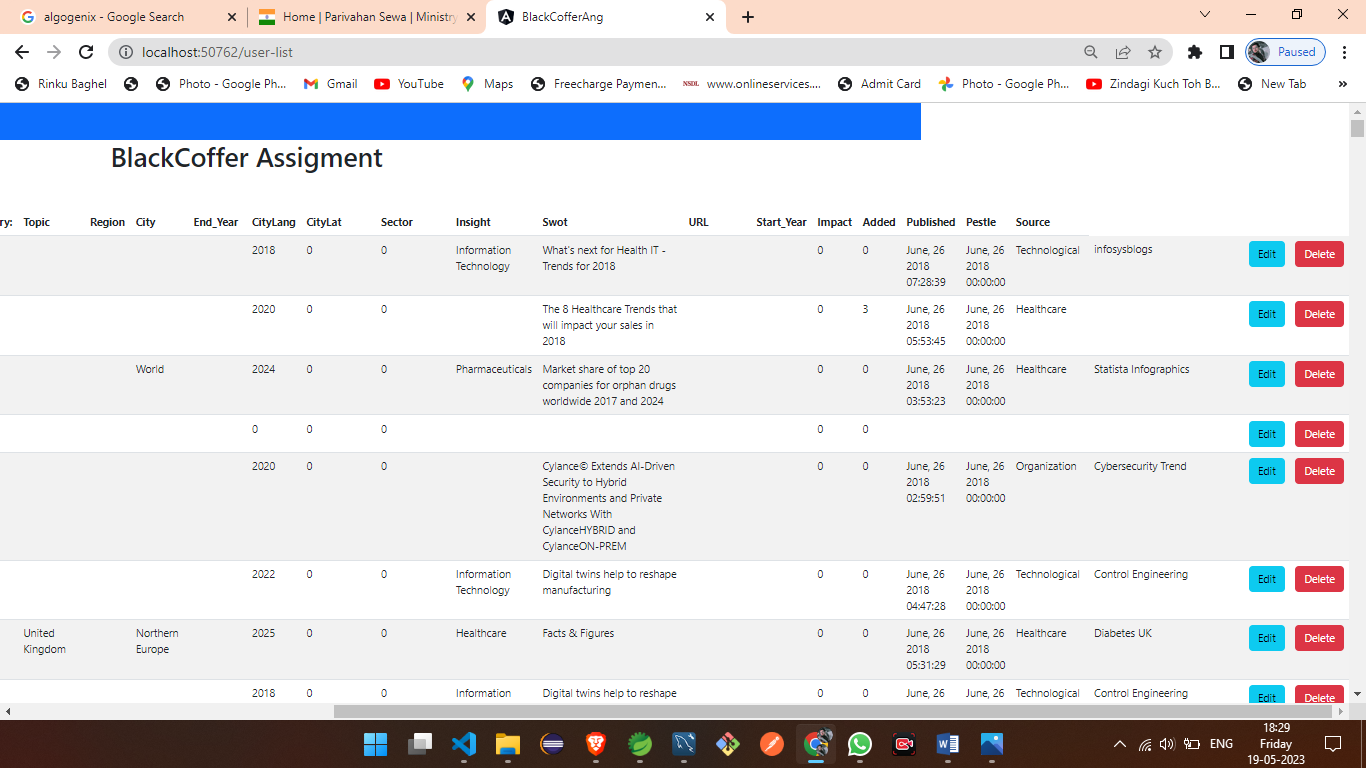 algogenix - Google Search
Home | Parivahan Sewa | Ministry
BlackCofferAng
localhost:50762/user-list
Paused
Rinku Baghel
Photo - Google Ph...
Gmail
YouTube
Maps
Freecharge Paymen...
NSDL
www.onlineservices....
Admit Card
Photo - Google Ph...
Zindagi Kuch Toh B...
New Tab
»
BlackCoffer Assigment
ry: Topic Region City End_Year CityLang CityLat Sector Insight Swot URL Start_Year Impact Added Published Pestle Source
2018 0 0 Information What's next for Health IT - 0 0 June, 26 June, 26 Technological infosysblogs Edit Delete
Technology Trends for 2018 2018 2018
07:28:39 00:00:00
2020 0 0 The 8 Healthcare Trends that 0 3 June, 26 June, 26 Healthcare Edit Delete
will impact your sales in 2018 2018
2018 05:53:45 00:00:00
World 2024 0 0 Pharmaceuticals Market share of top 20 0 0 June, 26 June, 26 Healthcare Statista Infographics Edit Delete
companies for orphan drugs 2018 2018
worldwide 2017 and 2024 03:53:23 00:00:00
0 0 0 0 0 Edit Delete
2020 0 0 Cylance© Extends AI-Driven 0 0 June, 26 June, 26 Organization Cybersecurity Trend Edit Delete
Security to Hybrid 2018 2018
Environments and Private 02:59:51 00:00:00
Networks With
CylanceHYBRID and
CylanceON-PREM
2022 0 0 Information Digital twins help to reshape 0 0 June, 26 June, 26 Technological Control Engineering Edit Delete
Technology manufacturing 2018 2018
04:47:28 00:00:00
United Northern 2025 0 0 Healthcare Facts & Figures 0 0 June, 26 June, 26 Healthcare Diabetes UK Edit Delete
Kingdom Europe 2018 2018
05:31:29 00:00:00
2018 0 0 Information Digital twins help to reshape 0 0 June, 26 June, 26 Technological Control Engineering Edit Delete
ENG
18:29
Friday
19-05-2023